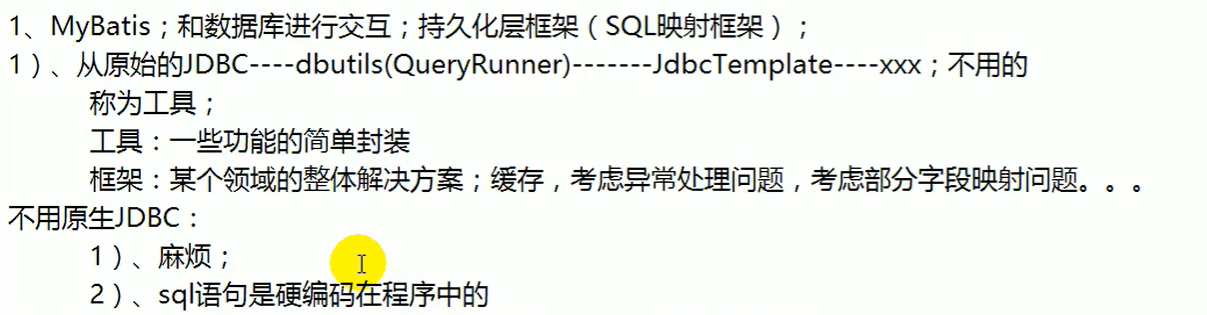 1、MyBatis；和数据库进行交互；持久化层框架（SQL映射框架）；
1）、从原始的JDBC----dbutils(QueryRunner)-------JdbcTemplate----xxx；不用的
称为工具；
工具：一些功能的简单封装
框架：某个领域的整体解决方案；缓存，考虑异常处理问题，考虑部分字段映射问题。。。
不用原生JDBC：
1）、麻烦；
2）、sql语句是硬编码在程序中的